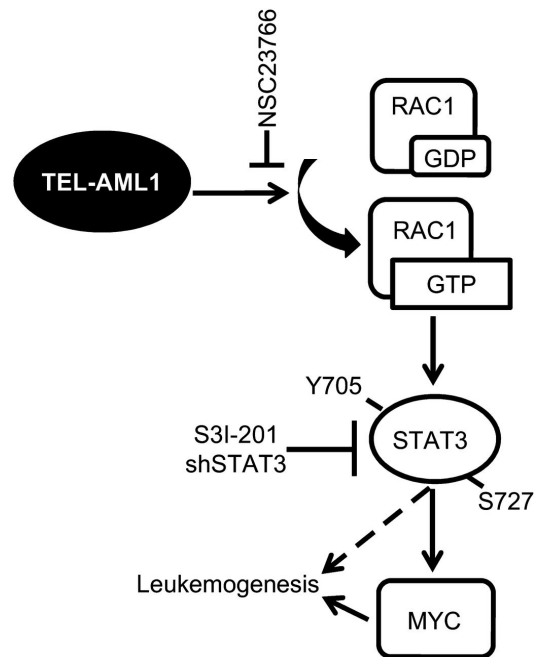 NSC23766
RAC1
GDP
TEL-AML1
RAC1
GTP
Y705
S3I-201
shSTAT3
STAT3
S727
Leukemogenesis
MYC